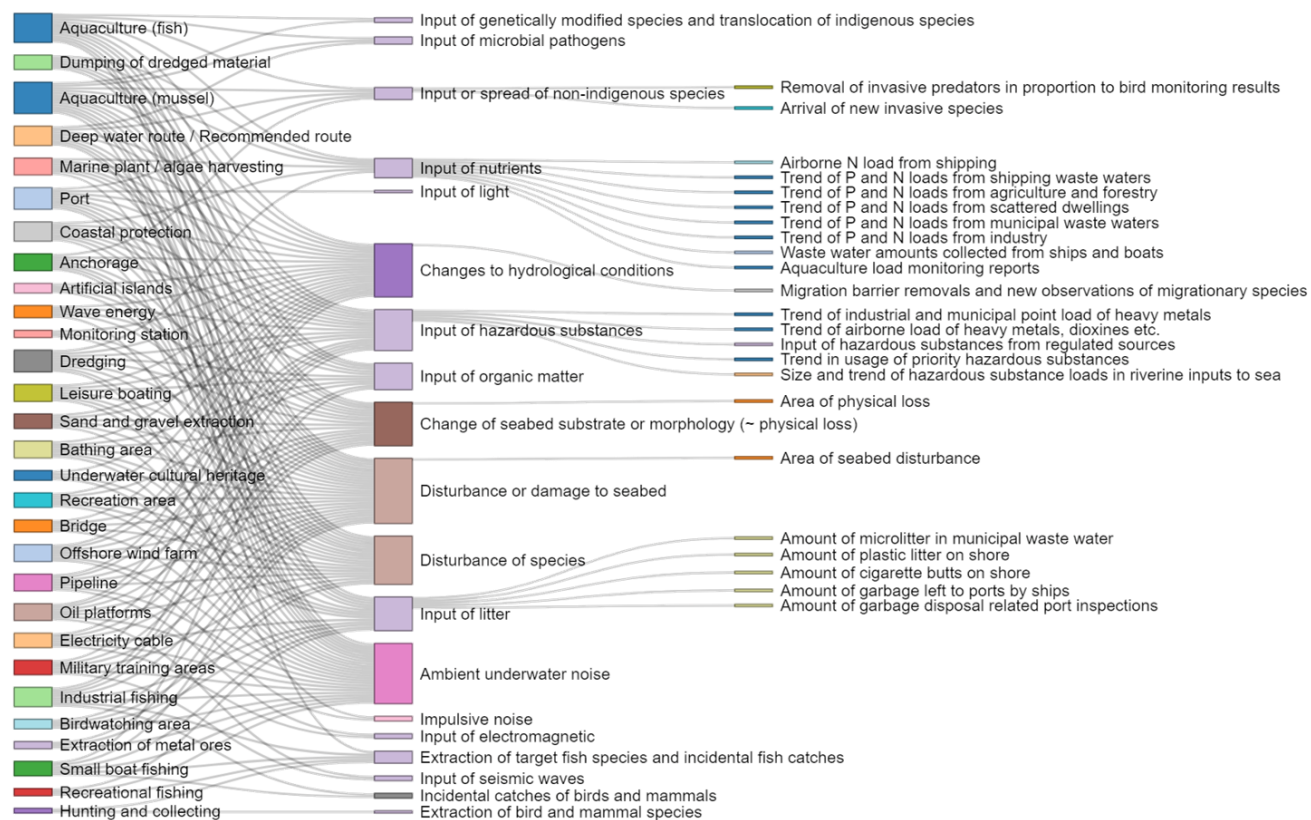 Aquaculture (fish)
Dumping of dredged material
Aquaculture (mussel)
Deep water route / Recommended route
Marine plant / algae harvesting
Port
Coastal protection
Anchorage
Artificial islands
Wave energy
Monitoring station
Dredging
Leisure boating
Sand and gravel extraction
Bathing area
Underwater cultural heritage
Recreation area
Bridge
Offshore wind farm
Pipeline
Oil platforms
Electricity cable
Military training areas
Industrial fishing
Birdwatching area
Extraction of metal ores
Small boat fishing
Recreational fishing
Hunting and collecting
Input of genetically modified species and translocation of indigenous species
Input of microbial pathogens
Input or spread of non-indigenous species
Input of nutrients
Input of light
Changes to hydrological conditions
Input of hazardous substances
Input of organic matter
Change of seabed substrate or morphology (~ physical loss)
Disturbance or damage to seabed
Disturbance of species
Input of litter
Ambient underwater noise
Impulsive noise
Input of electromagnetic
Extraction of target fish species and incidental fish catches
Input of seismic waves
Incidental catches of birds and mammals
Extraction of bird and mammal species
Removal of invasive predators in proportion to bird monitoring results
Arrival of new invasive species
Airborne N load from shipping
Trend of P and N loads from shipping waste waters
Trend of P and N loads from agriculture and forestry
Trend of P and N loads from scattered dwellings
Trend of P and N loads from municipal waste waters
Trend of P and N loads from industry
Waste water amounts collected from ships and boats
Aquaculture load monitoring reports
Migration barrier removals and new observations of migrationary species
Trend of industrial and municipal point load of heavy metals
Trend of airborne load of heavy metals, dioxines etc.
Input of hazardous substances from regulated sources
Trend in usage of priority hazardous substances
Size and trend of hazardous substance loads in riverine inputs to sea
Area of physical loss
Area of seabed disturbance
Amount of microlitter in municipal waste water
Amount of plastic litter on shore
Amount of cigarette butts on shore
Amount of garbage left to ports by ships
Amount of garbage disposal related port inspections